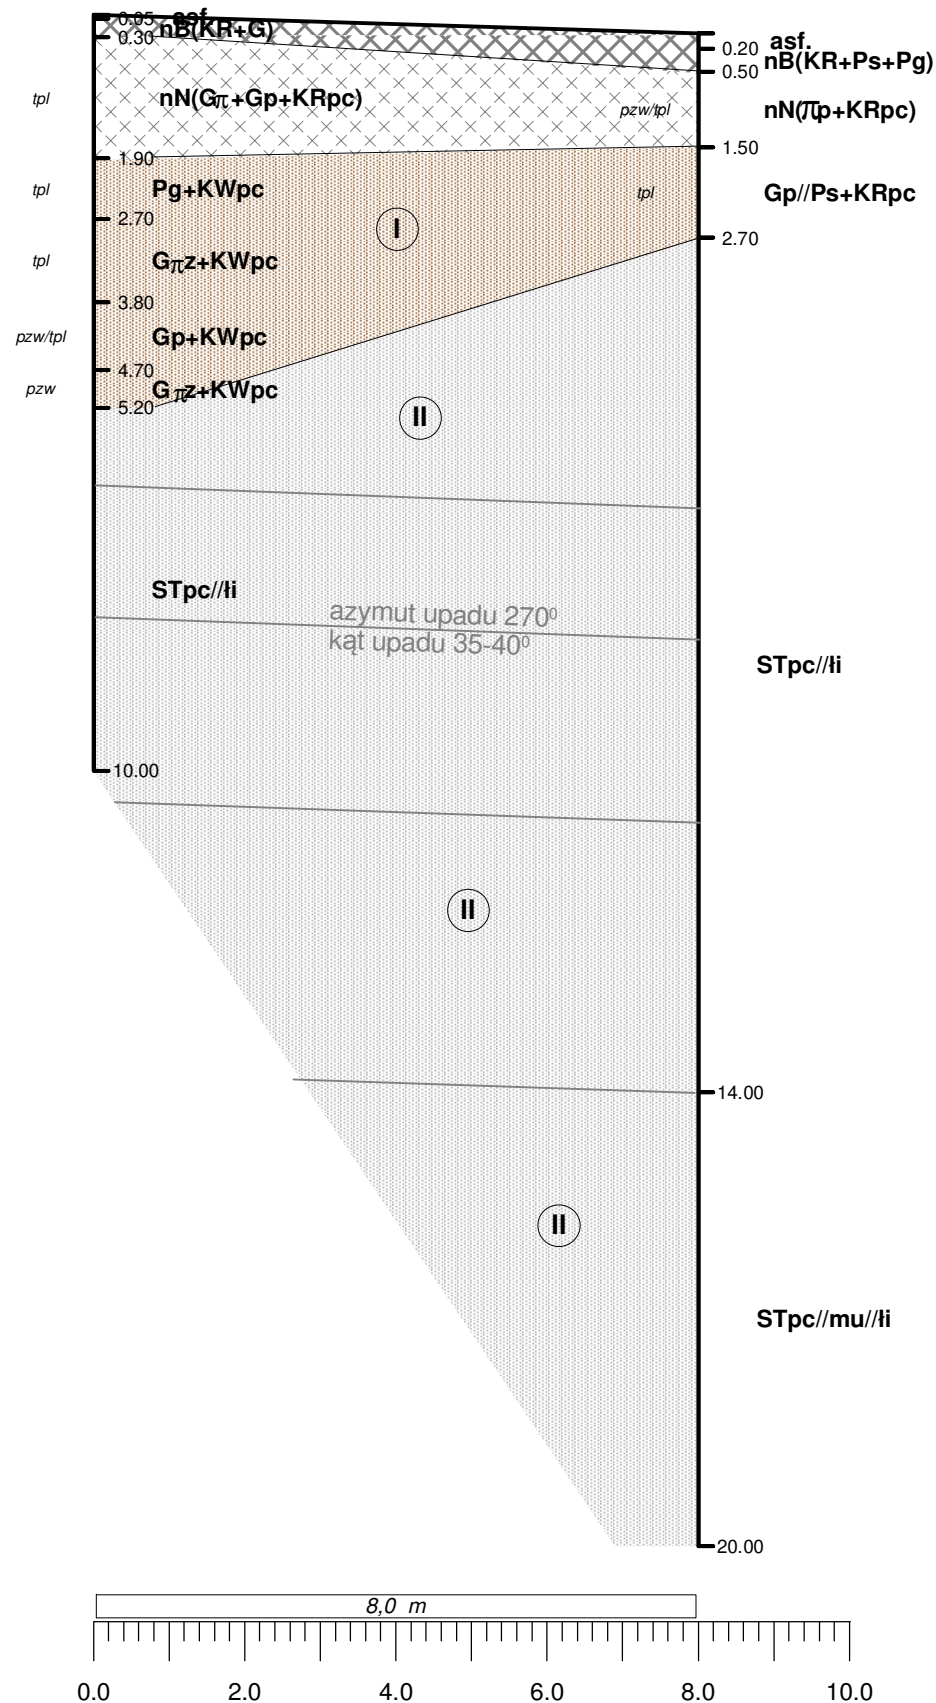 0.05 asf.
nB(KR+G)
0.30
0.20 asf.
nB(KR+Ps+Pg)
0.50
tpl nN(Gπ+Gp+KRpc)
pzw/tpl nN(πp+KRpc)
1.50
1.90
tpl Pg+KWpc
tpl Gp//Ps+KRpc
2.70
I
2.70
tpl Gπz+KWpc
3.80
pzw/tpl Gp+KWpc
4.70
pzw Gπz+KWpc
5.20
II
STpc//łi
azymut upadu 270⁰
kąt upadu 35-40⁰
STpc//łi
10.00
II
14.00
II
STpc//mu//łi
20.00
8,0 m
0.0 2.0 4.0 6.0 8.0 10.0